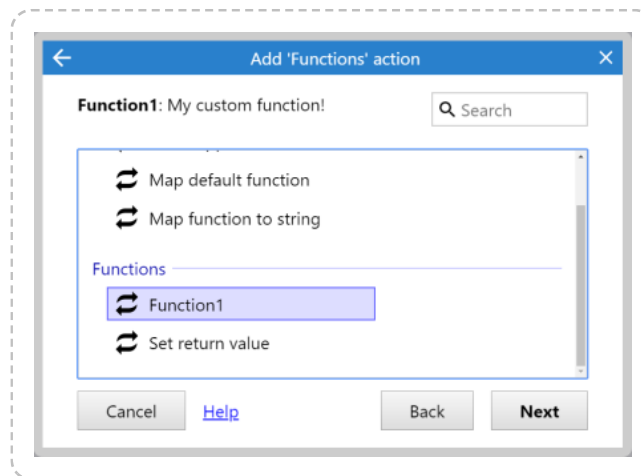 Add 'Functions' action
Function1: My custom function!
Search
Map default function
Map function to string
Functions
Function1
Set return value
Cancel
Help
Back
Next